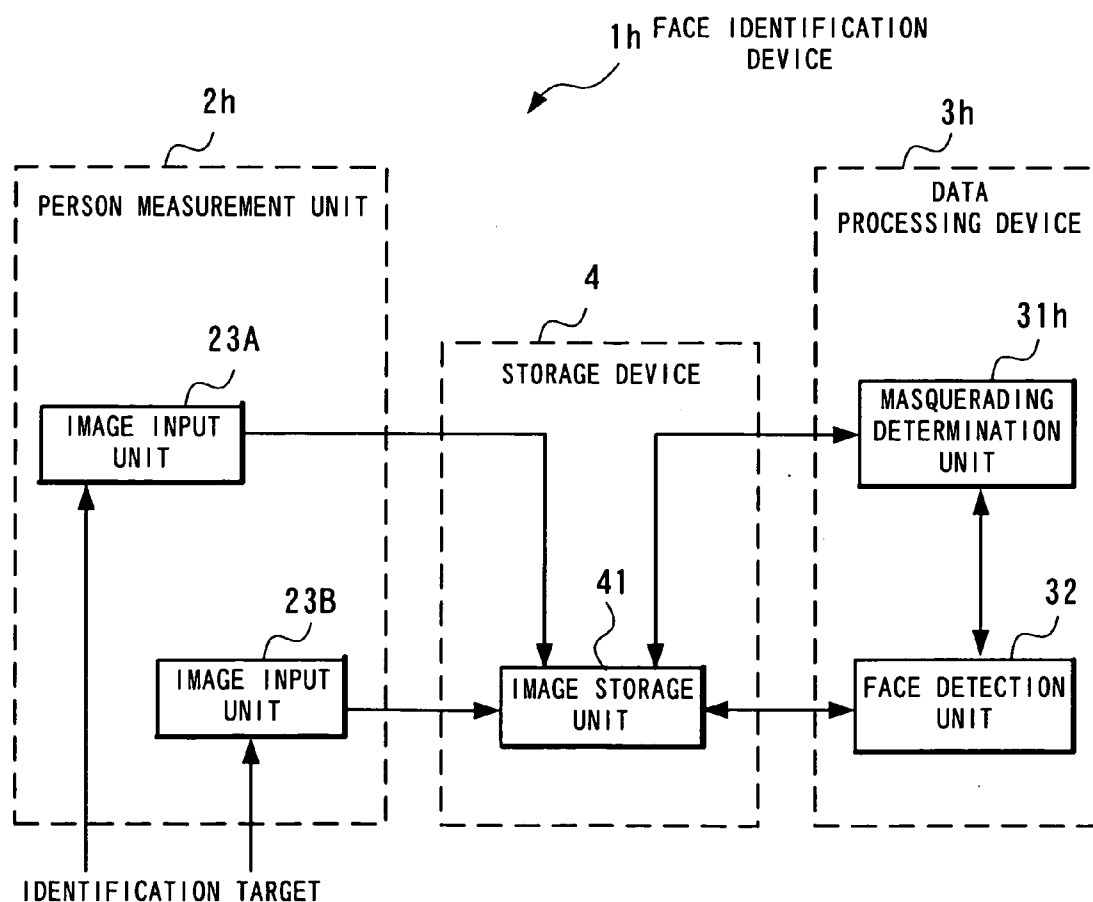 1h FACE IDENTIFICATION
DEVICE
2h
3h
PERSON MEASUREMENT UNIT
DATA
PROCESSING DEVICE
4
23A
31h
STORAGE DEVICE
IMAGE INPUT
UNIT
MASQUERADING
DETERMINATION
UNIT
23B
41
32
IMAGE INPUT
UNIT
IMAGE STORAGE
UNIT
FACE DETECTION
UNIT
IDENTIFICATION TARGET